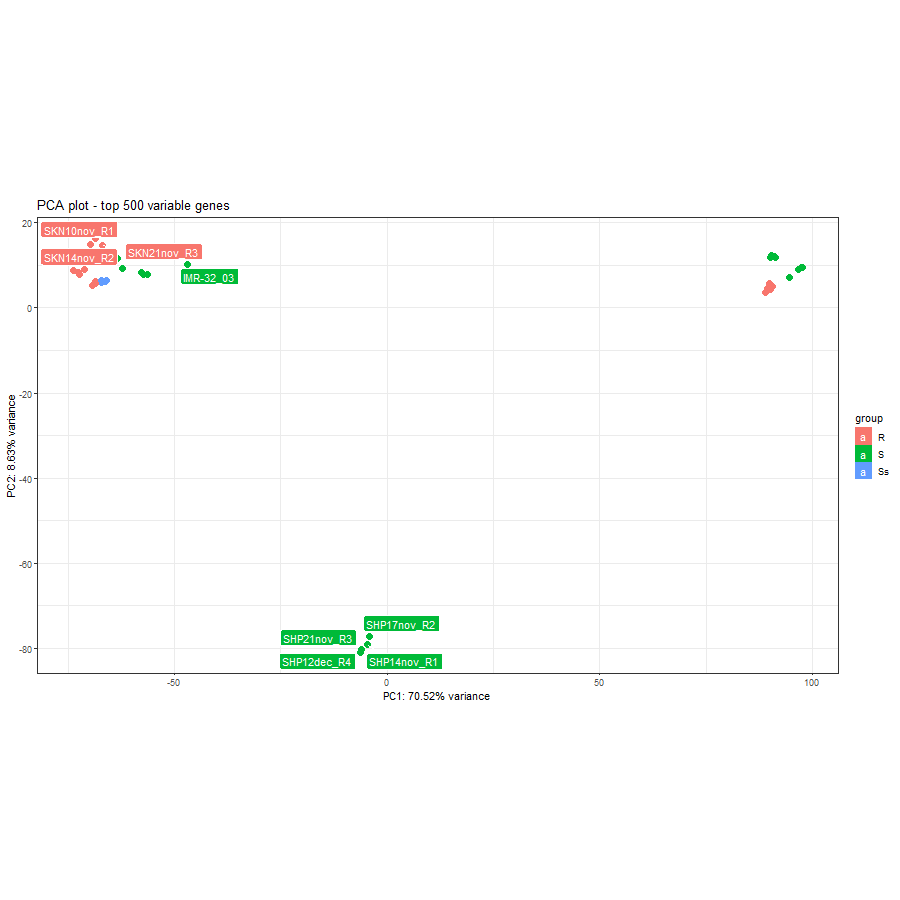 PCA plot - top 500 variable genes
20
0
-20
-40
-60
-80
PC2: 8.63% variance
SKN10nov_R1
SKN14nov_R2
SKN21nov_R3
IMR-32_03
SHP17nov_R2
SHP21nov_R3
SHP12dec_R4
SHP14nov_R1
-50
0
50
100
PC1: 70.52% variance
group
a R
a S
a Ss